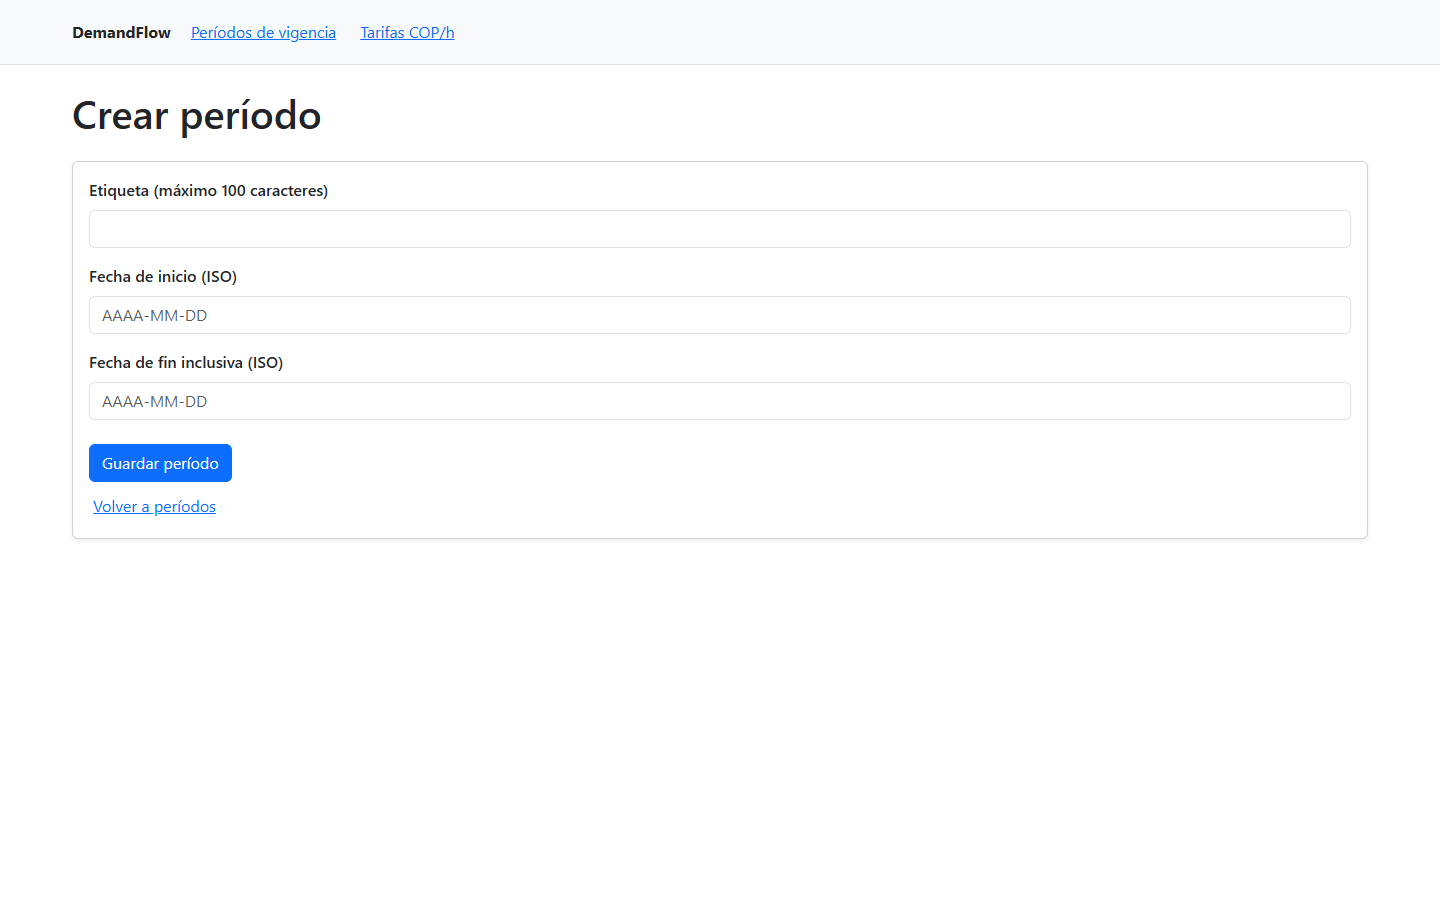 DemandFlow Períodos de vigencia Tarifas COP/h
Crear período
Etiqueta (máximo 100 caracteres)
Fecha de inicio (ISO)
AAAA-MM-DD
Fecha de fin inclusiva (ISO)
AAAA-MM-DD
Guardar período
Volver a períodos